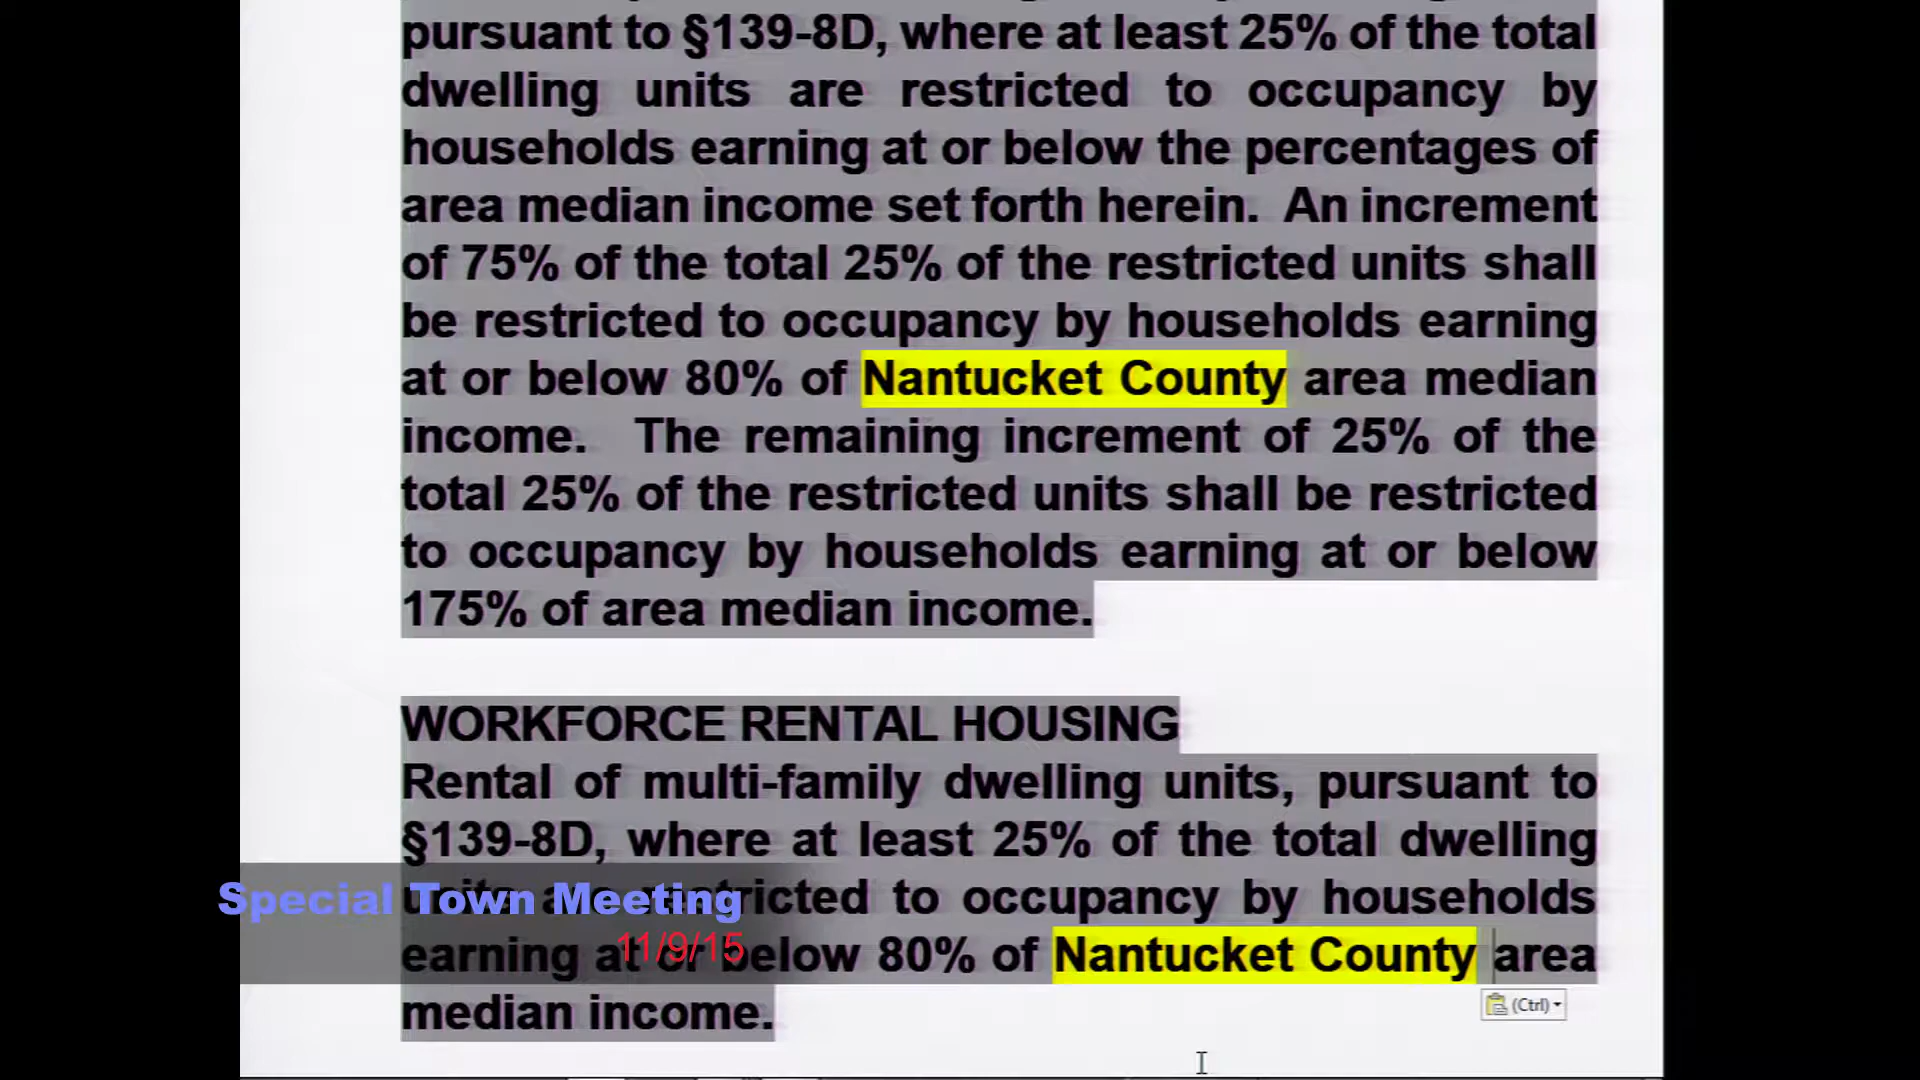 pursuant to §139-8D, where at least 25% of the total
dwelling units are restricted to occupancy by
households earning at or below the percentages of
area median income set forth herein. An increment
of 75% of the total 25% of the restricted units shall
be restricted to occupancy by households earning
at or below 80% of Nantucket County area median
income. The remaining increment of 25% of the
total 25% of the restricted units shall be restricted
to occupancy by households earning at or below
175% of area median income.
WORKFORCE RENTAL HOUSING
Rental of multi-family dwelling units, pursuant to
§139-8D, where at least 25% of the total dwelling
units are restricted to occupancy by households
earning at or below 80% of Nantucket County area
median income.
(Ctrl)
Special Town Meeting
11/9/15